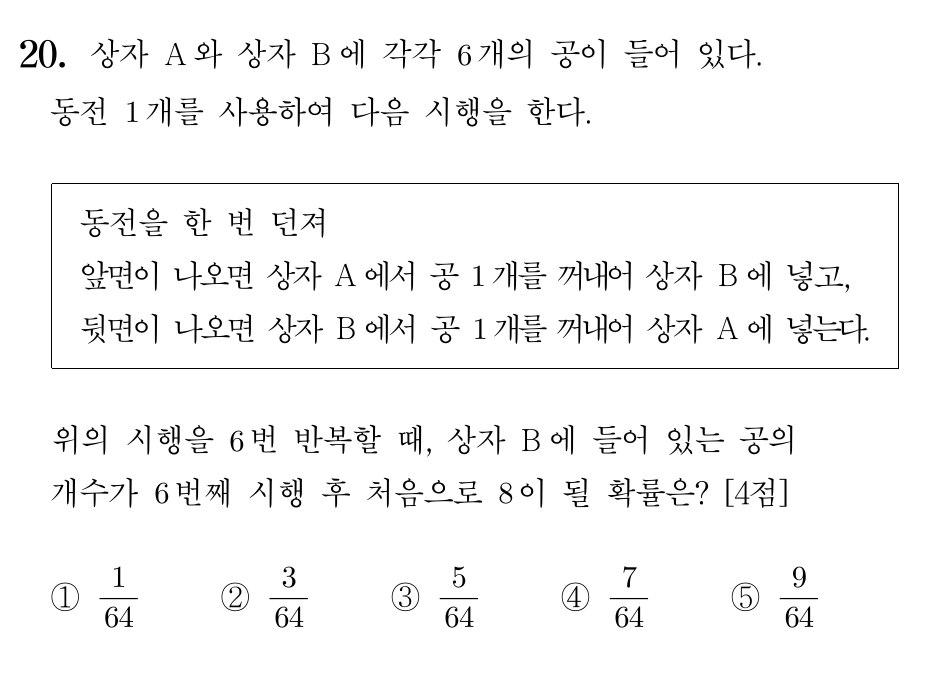 20. 상자 A와 상자 B에 각각 6개의 공이 들어 있다.
동전 1개를 사용하여 다음 시행을 한다.
동전을 한 번 던져
앞면이 나오면 상자 A에서 공 1개를 꺼내어 상자 B에 넣고,
뒷면이 나오면 상자 B에서 공 1개를 꺼내어 상자 A에 넣는다.
위의 시행을 6번 반복할 때, 상자 B에 들어 있는 공의
개수가 6번째 시행 후 처음으로 8이 될 확률은? [4점]
① 1/64 ② 3/64 ③ 5/64 ④ 7/64 ⑤ 9/64